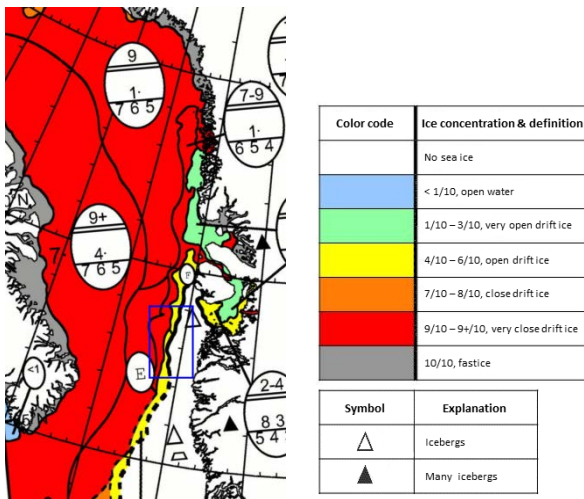 9
1·
7 6 5
7-9
1·
6 5 4
N
9+
4·
7 6 5
7
F
E
<1
2-4
8 3
5 4
Color code Ice concentration & definition
No sea ice
< 1/10, open water
1/10 – 3/10, very open drift ice
4/10 – 6/10, open drift ice
7/10 – 8/10, close drift ice
9/10 – 9+/10, very close drift ice
10/10, fast ice
Symbol Explanation
Icebergs
Many icebergs